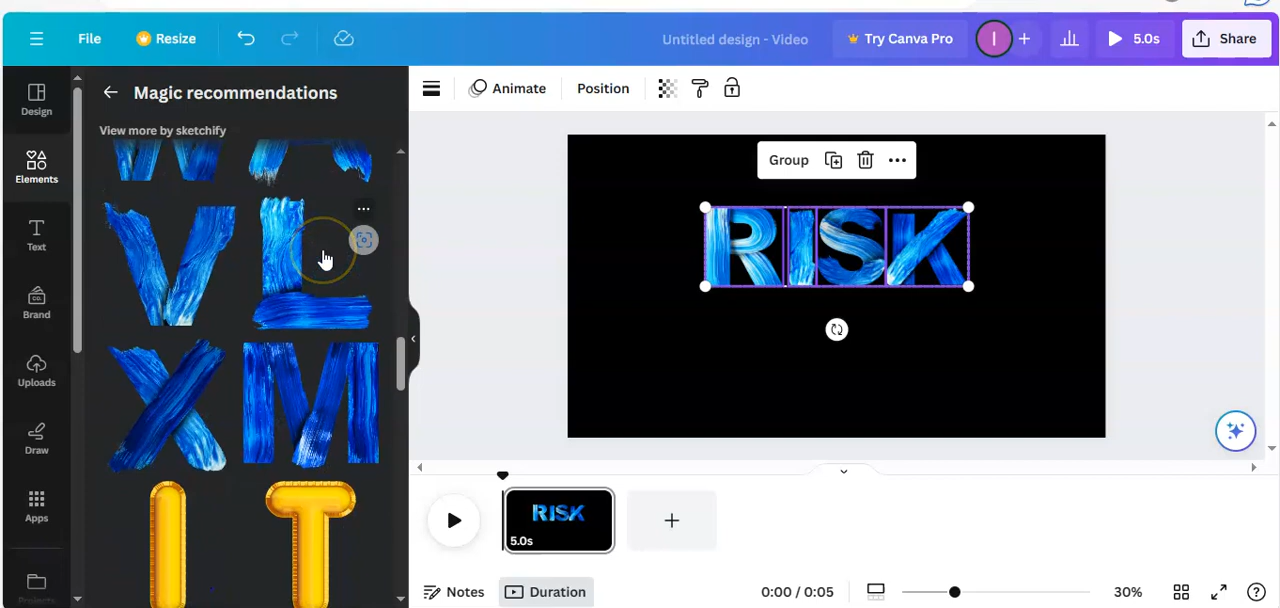 File
Resize
Untitled design - Video
Try Canva Pro
I
5.0s
Share
Design
Elements
Text
Brand
CO.
Uploads
Draw
Apps
Projects
Magic recommendations
View more by sketchify
V L
X M
I T
Animate
Position
Group
RISK
RISK
5.0s
Notes
Duration
0:00 / 0:05
30%